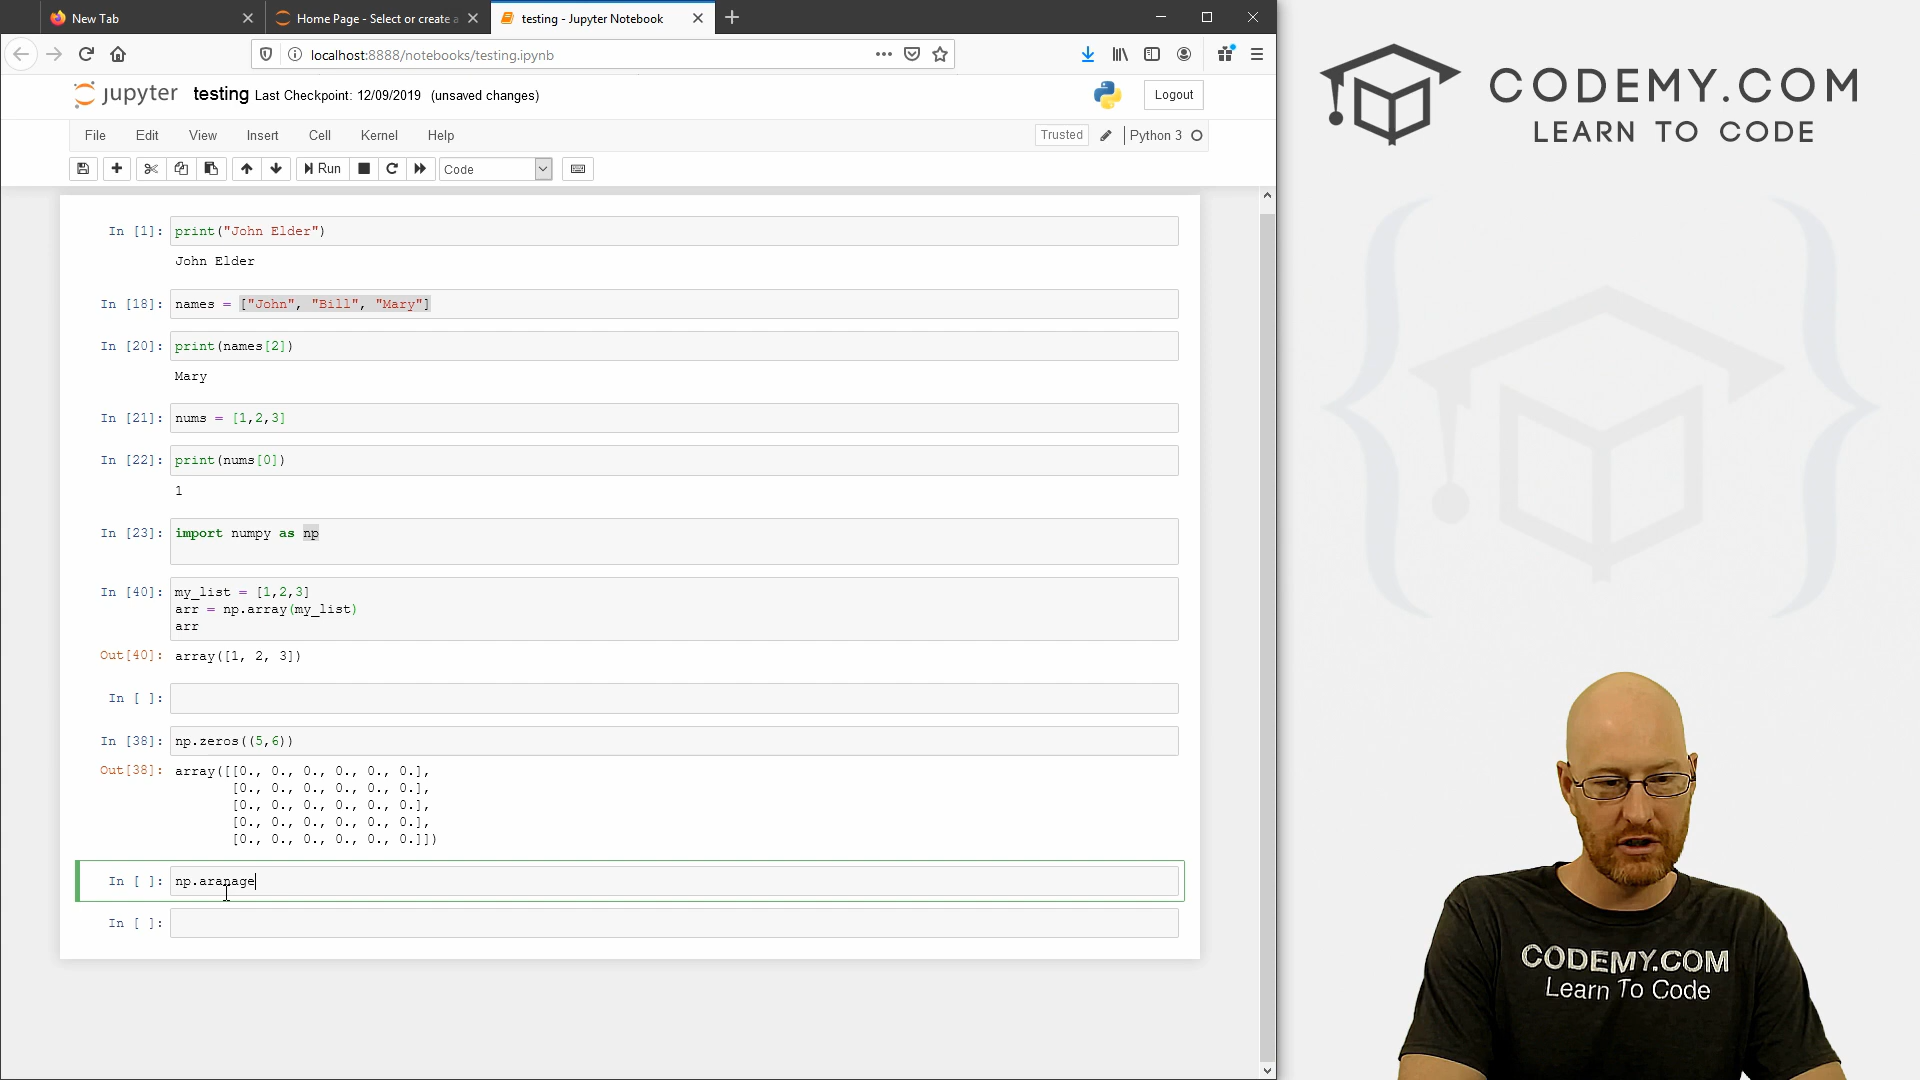 New Tab
Home Page - Select or create a
testing - Jupyter Notebook
localhost:8888/notebooks/testing.ipynb
jupyter testing Last Checkpoint: 12/09/2019 (unsaved changes)
Logout
File Edit View Insert Cell Kernel Help
Trusted Python 3
Run Code
In [1]: print("John Elder")
John Elder
In [18]: names = ["John", "Bill", "Mary"]
In [20]: print(names[2])
Mary
In [21]: nums = [1,2,3]
In [22]: print(nums[0])
1
In [23]: import numpy as np
In [40]: my_list = [1,2,3]
arr = np.array(my_list)
arr
Out[40]: array([1, 2, 3])
In [ ]:
In [38]: np.zeros((5,6))
Out[38]: array([[0., 0., 0., 0., 0., 0.],
[0., 0., 0., 0., 0., 0.],
[0., 0., 0., 0., 0., 0.],
[0., 0., 0., 0., 0., 0.],
[0., 0., 0., 0., 0., 0.]])
In [ ]: np.aranage
In [ ]:
CODEMY.COM
LEARN TO CODE
CODEMY.COM
Learn To Code